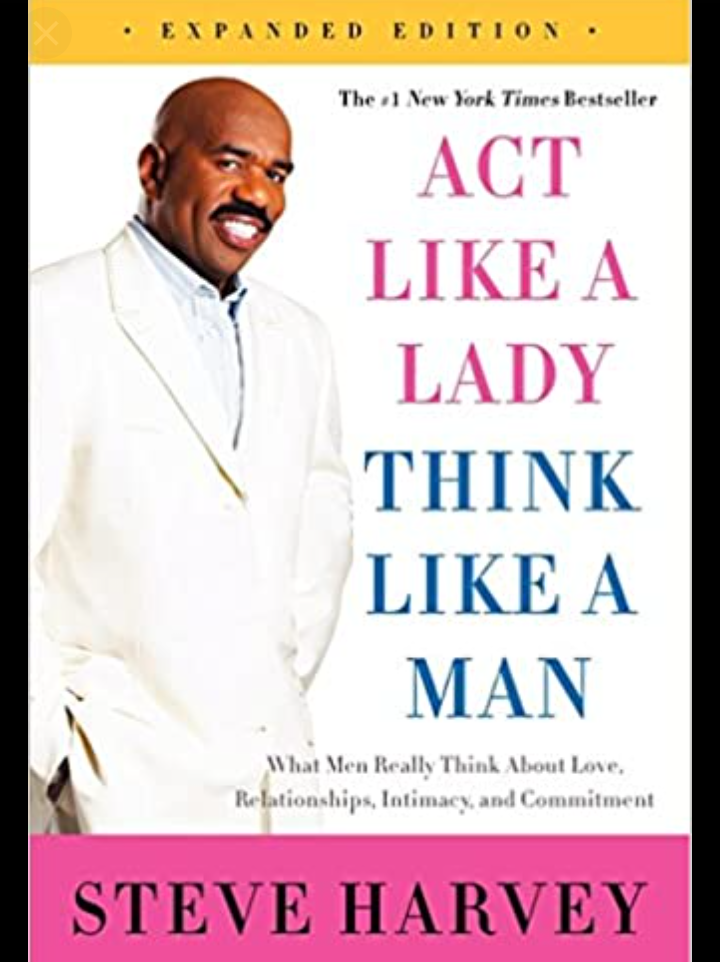 • EXPANDED EDITION •
The #1 New York Times Bestseller
ACT
LIKE A
LADY
THINK
LIKE A
MAN
What Men Really Think About Love,
Relationships, Intimacy, and Commitment
STEVE HARVEY